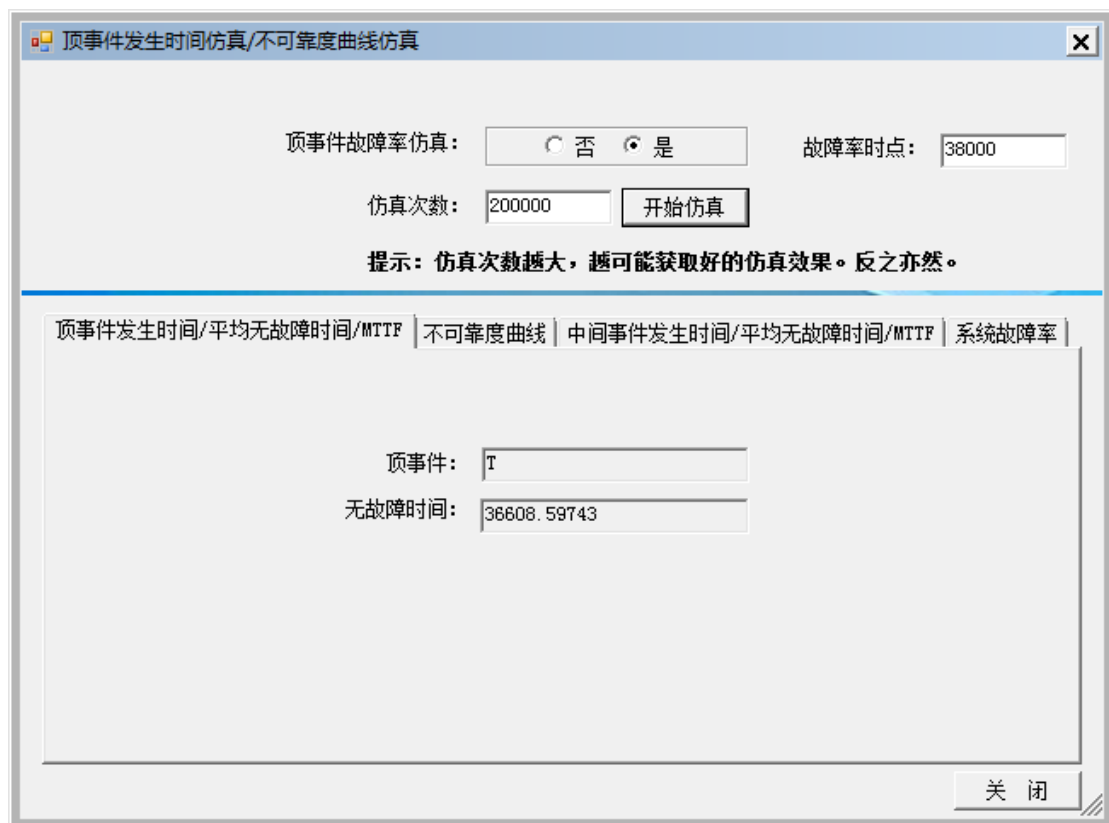 顶事件发生时间仿真/不可靠度曲线仿真
顶事件故障率仿真： 否 是 故障率时点： 38000
仿真次数： 200000 开始仿真
提示：仿真次数越大，越可能获取好的仿真效果。反之亦然。
顶事件发生时间/平均无故障时间/MTTF 不可靠度曲线 中间事件发生时间/平均无故障时间/MTTF 系统故障率
顶事件： T
无故障时间： 36608.59743
关 闭